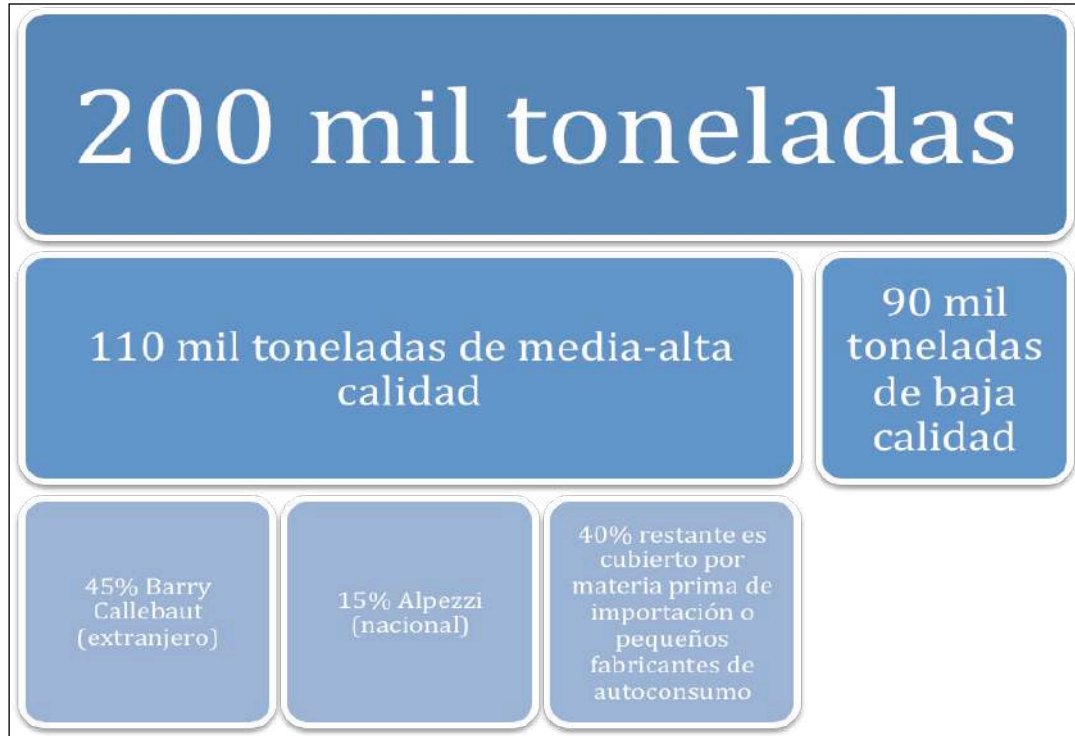 200 mil toneladas
110 mil toneladas de media-alta
calidad
90 mil
toneladas
de baja
calidad
45% Barry
Callebaut
(extranjero)
15% Alpezzi
(nacional)
40% restante es
cubierto por
materia prima de
importación o
pequeños
fabricantes de
autoconsumo